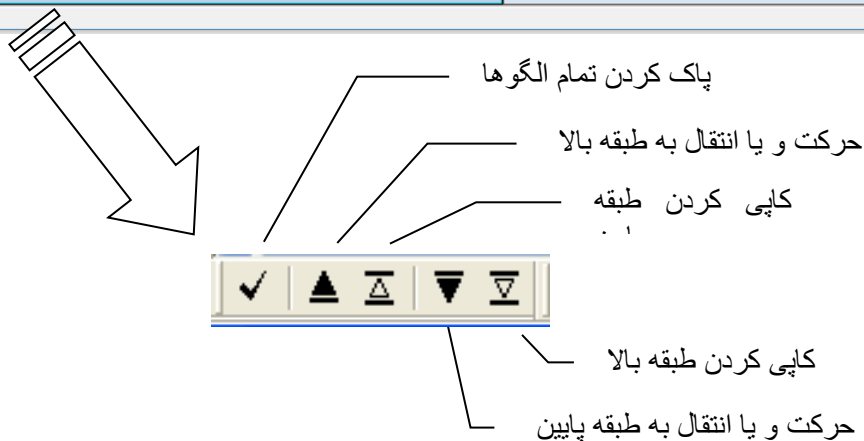 پاک کردن تمام الگوها
حرکت و یا انتقال به طبقه بالا
کاپی کردن طبقه
کاپی کردن طبقه بالا
حرکت و یا انتقال به طبقه پایین